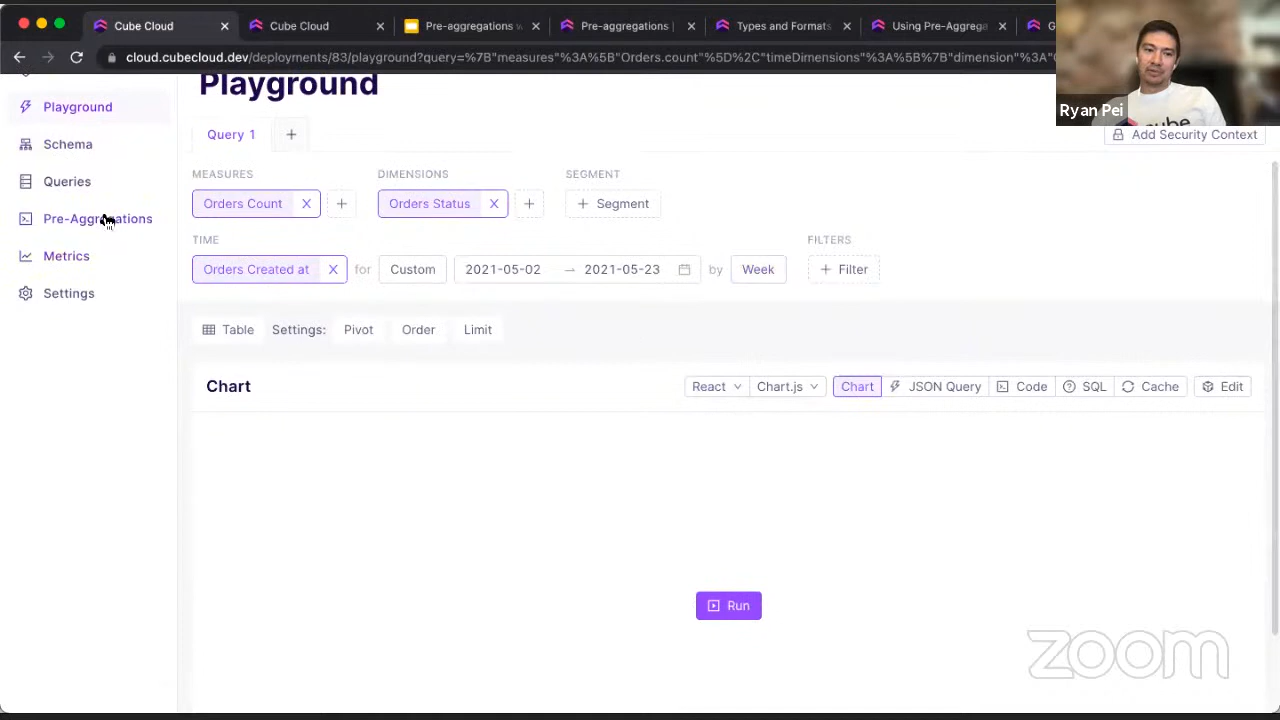 Cube Cloud
Cube Cloud
Pre-aggregations w
Pre-aggregations
Types and Formats
Using Pre-Aggrega
cloud.cubecloud.dev/deployments/83/playground?query=%7B"measures"%3A%5B"Orders.count"%5D%2C"timeDimensions"%3A%5B%7B"dimension"%3A"
Ryan Pei
Playground
Playground
Schema
Queries
Pre-Aggregations
Metrics
Settings
Query 1
Add Security Context
MEASURES
DIMENSIONS
SEGMENT
Orders Count
Orders Status
Segment
TIME
FILTERS
Orders Created at
for
Custom
2021-05-02 → 2021-05-23
by
Week
Filter
Table
Settings:
Pivot
Order
Limit
Chart
React
Chart.js
Chart
JSON Query
Code
SQL
Cache
Edit
Run
zoom